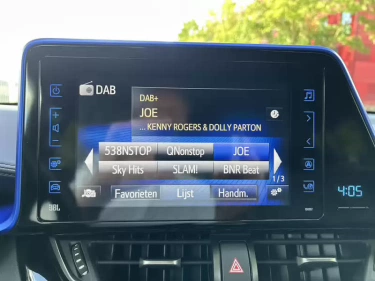 DAB
DAB+
JOE
... KENNY ROGERS & DOLLY PARTON
538NSTOP QNonstop JOE
Sky Hits SLAM! BNR Beat
1/3
Favorieten Lijst Handm.
4:05
JBL